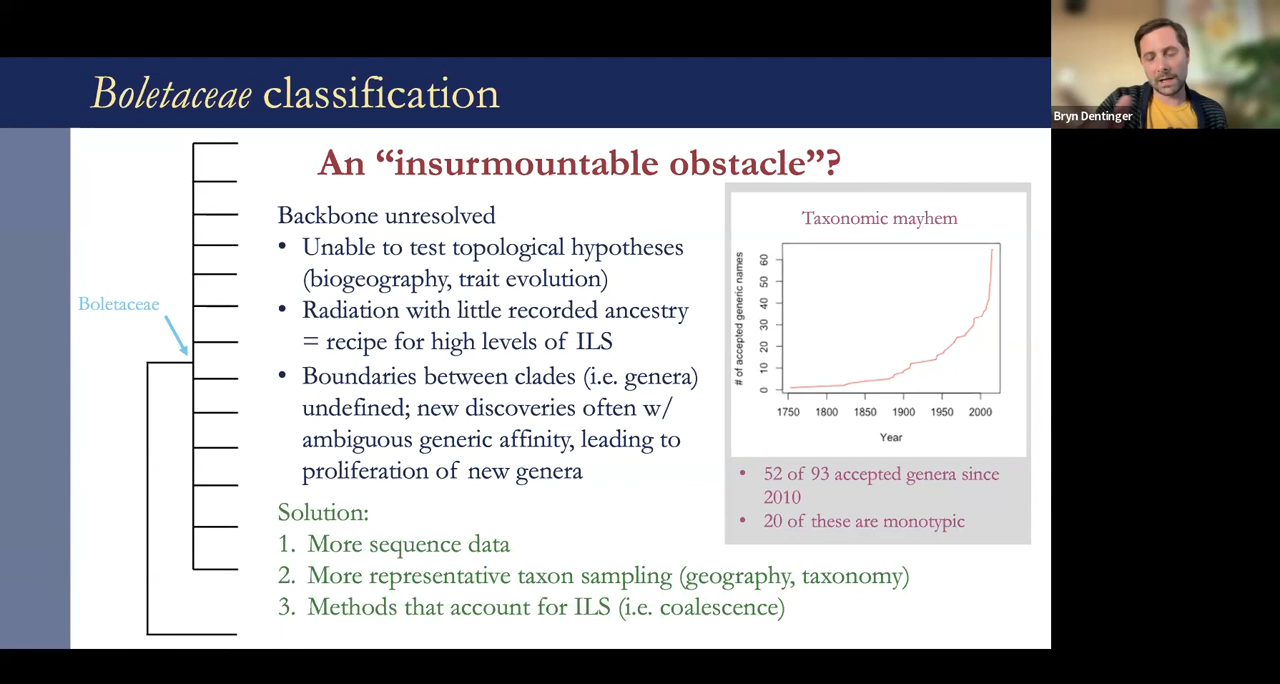 Boletaceae classification
Bryn Dentinger
An “insurmountable obstacle”?
Boletaceae
Backbone unresolved
• Unable to test topological hypotheses
(biogeography, trait evolution)
• Radiation with little recorded ancestry
= recipe for high levels of ILS
• Boundaries between clades (i.e. genera)
undefined; new discoveries often w/
ambiguous generic affinity, leading to
proliferation of new genera
Solution:
1. More sequence data
2. More representative taxon sampling (geography, taxonomy)
3. Methods that account for ILS (i.e. coalescence)
Taxonomic mayhem
# of accepted generic names
60
50
40
30
20
10
0
1750 1800 1850 1900 1950 2000
Year
• 52 of 93 accepted genera since
2010
• 20 of these are monotypic